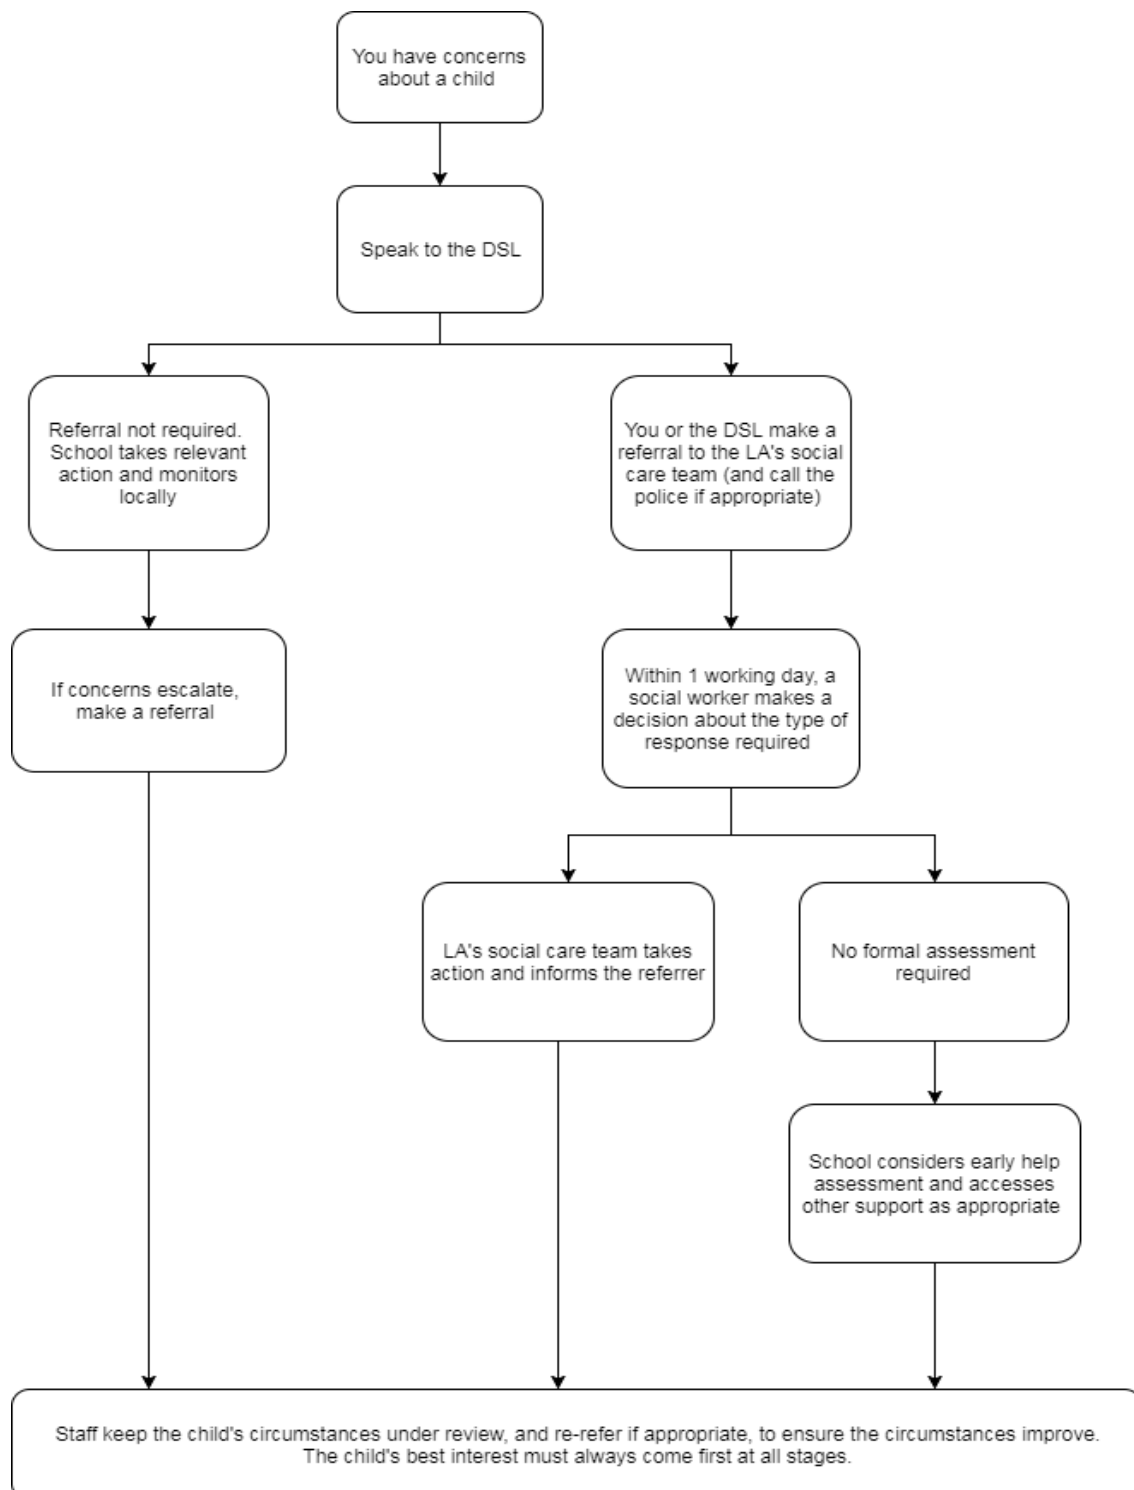 You have concerns
about a child
Speak to the DSL
Referral not required.
School takes relevant
action and monitors
locally
You or the DSL make a
referral to the LA's social
care team (and call the
police if appropriate)
If concerns escalate,
make a referral
Within 1 working day, a
social worker makes a
decision about the type of
response required
LA's social care team takes
action and informs the referrer
No formal assessment
required
School considers early help
assessment and accesses
other support as appropriate
Staff keep the child's circumstances under review, and re-refer if appropriate, to ensure the circumstances improve.
The child's best interest must always come first at all stages.